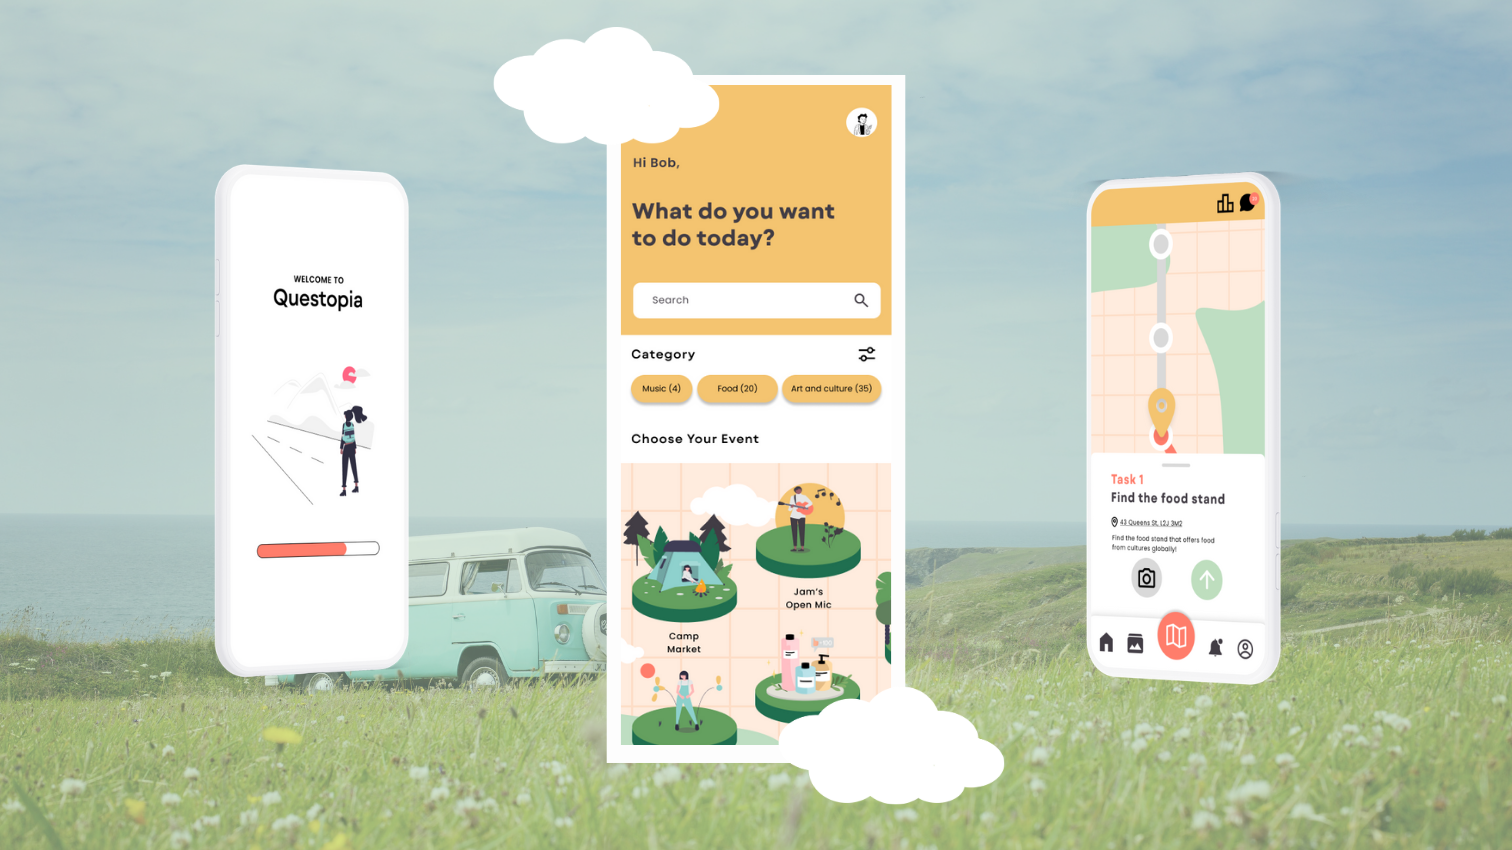 WELCOME TO
Questopia
Hi Bob,
What do you want
to do today?
Search
Category
Music (4)
Food (20)
Art and culture (35)
Choose Your Event
Jam's
Open Mic
Camp
Market
Task 1
Find the food stand
43 Queens St, L2J 3M2
Find the food stand that offers food
from cultures globally!